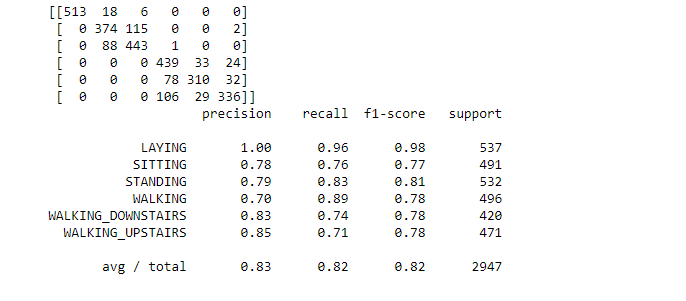 [[513  18   6   0   0   0]
 [  0 374 115   0   0   2]
 [  0  88 443   1   0   0]
 [  0   0   0 439  33  24]
 [  0   0   0  78 310  32]
 [  0   0   0 106  29 336]]
                    precision    recall  f1-score   support

            LAYING       1.00      0.96      0.98       537
           SITTING       0.78      0.76      0.77       491
          STANDING       0.79      0.83      0.81       532
           WALKING       0.70      0.89      0.78       496
WALKING_DOWNSTAIRS       0.83      0.74      0.78       420
  WALKING_UPSTAIRS       0.85      0.71      0.78       471

       avg / total       0.83      0.82      0.82      2947